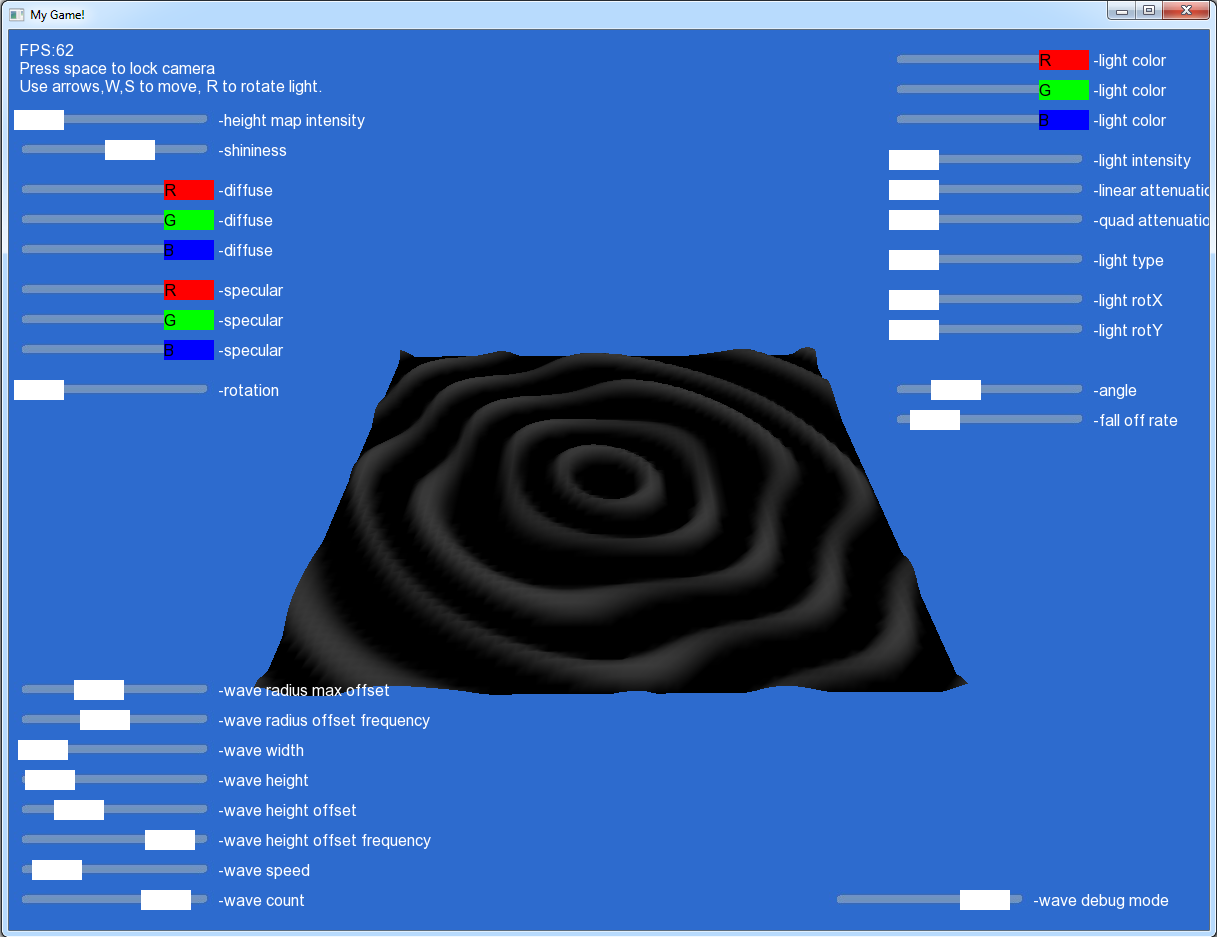 My Game!
FPS:62
Press space to lock camera
Use arrows,W,S to move, R to rotate light.
-height map intensity
-shininess
R -diffuse
G -diffuse
B -diffuse
R -specular
G -specular
B -specular
-rotation
R -light color
G -light color
B -light color
-light intensity
-linear attenuatio
-quad attenuatio
-light type
-light rotX
-light rotY
-angle
-fall off rate
-wave radius max offset
-wave radius offset frequency
-wave width
-wave height
-wave height offset
-wave height offset frequency
-wave speed
-wave count
-wave debug mode